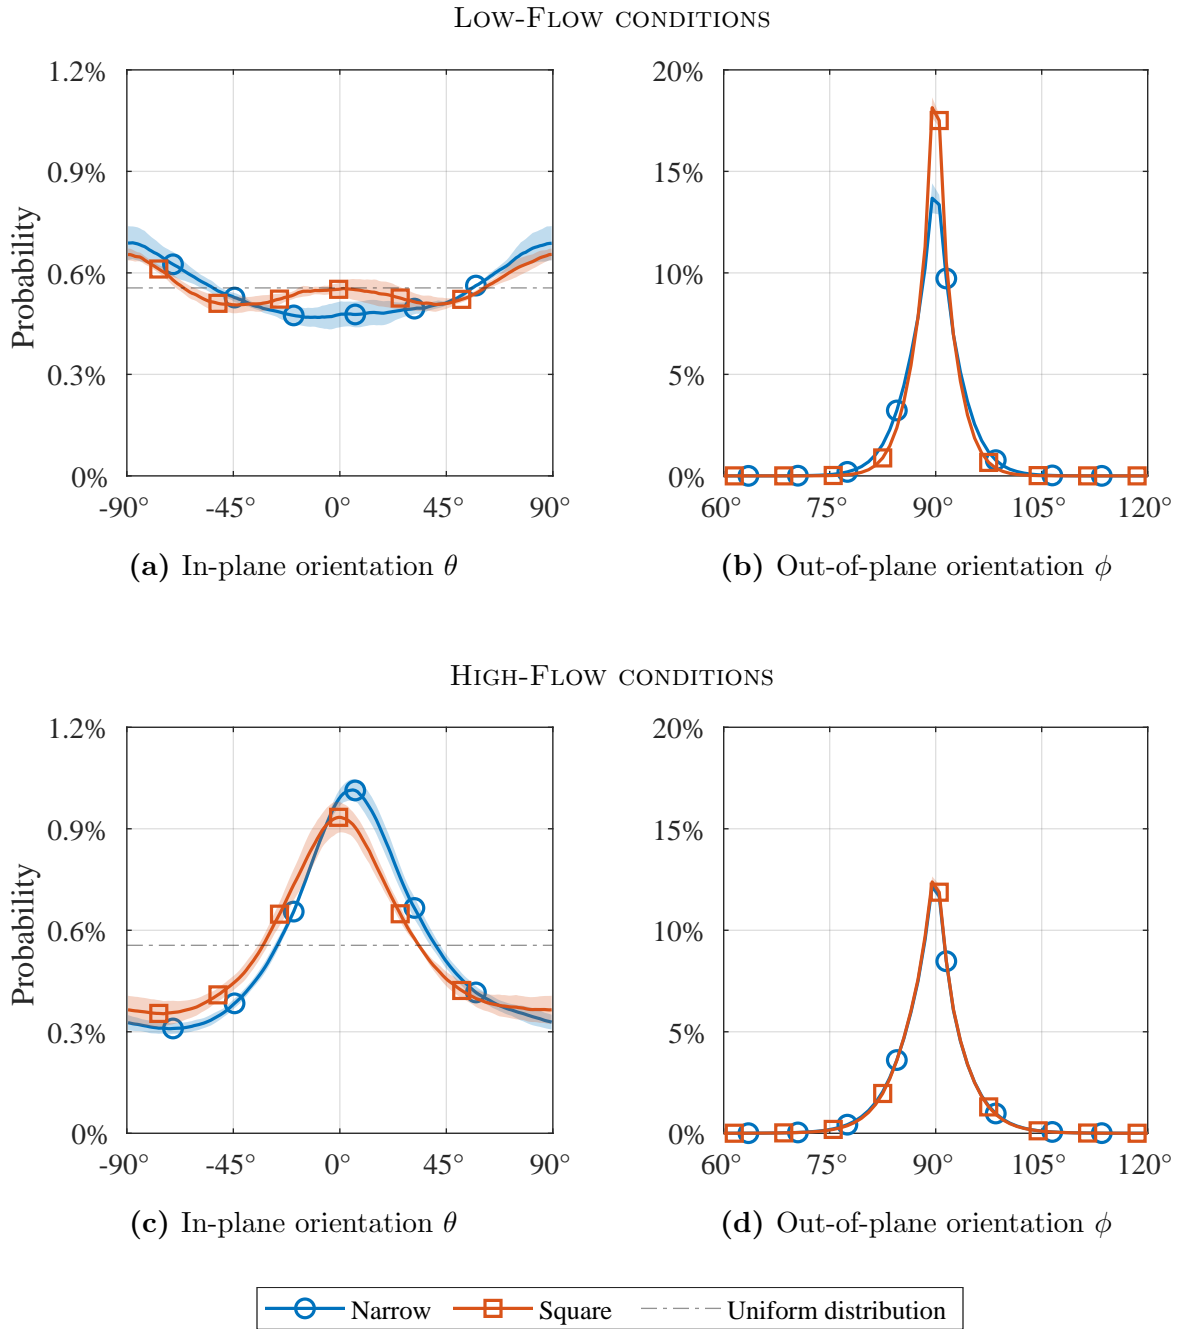 LOW-FLOW CONDITIONS
1.2%
0.9%
0.6%
0.3%
0%
Probability
-90° -45° 0° 45° 90°
(a) In-plane orientation θ
20%
15%
10%
5%
0%
60° 75° 90° 105° 120°
(b) Out-of-plane orientation ϕ
HIGH-FLOW CONDITIONS
1.2%
0.9%
0.6%
0.3%
0%
Probability
-90° -45° 0° 45° 90°
(c) In-plane orientation θ
20%
15%
10%
5%
0%
60° 75° 90° 105° 120°
(d) Out-of-plane orientation ϕ
Narrow Square Uniform distribution